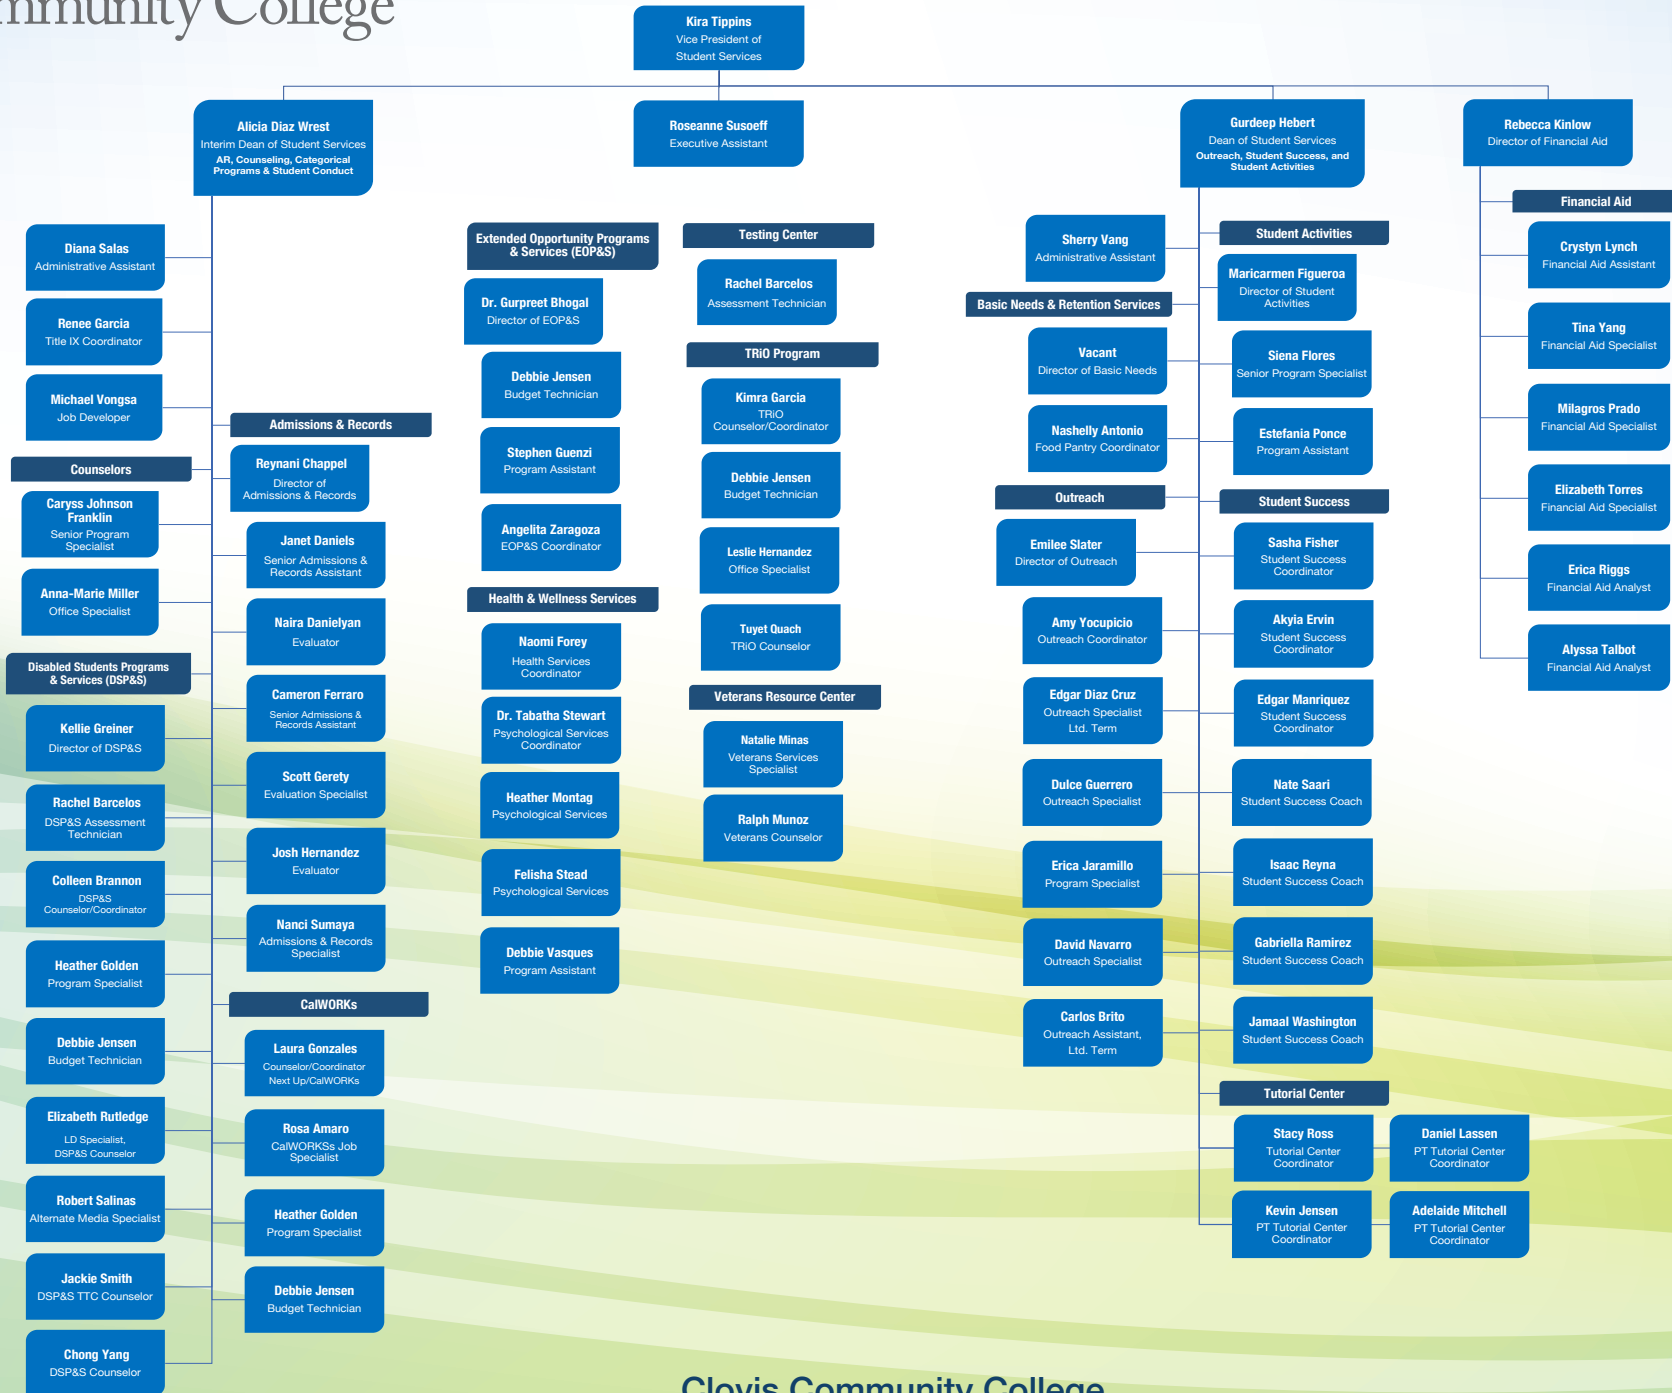 Community College
Kira Tippins
Vice President of
Student Services
Alicia Diaz Wrest
Interim Dean of Student Services
AR, Counseling, Categorical
Programs & Student Conduct
Roseanne Susoeff
Executive Assistant
Gurdeep Hebert
Dean of Student Services
Outreach, Student Success, and
Student Activities
Rebecca Kinlow
Director of Financial Aid
Diana Salas
Administrative Assistant
Renee Garcia
Title IX Coordinator
Michael Vongsa
Job Developer
Counselors
Caryss Johnson
Franklin
Senior Program
Specialist
Anna-Marie Miller
Office Specialist
Disabled Students Programs
& Services (DSP&S)
Kellie Greiner
Director of DSP&S
Rachel Barcelos
DSP&S Assessment
Technician
Colleen Brannon
DSP&S
Counselor/Coordinator
Heather Golden
Program Specialist
Debbie Jensen
Budget Technician
Elizabeth Rutledge
LD Specialist,
DSP&S Counselor
Robert Salinas
Alternate Media Specialist
Jackie Smith
DSP&S TTC Counselor
Chong Yang
DSP&S Counselor
Admissions & Records
Reynani Chappel
Director of
Admissions & Records
Janet Daniels
Senior Admissions &
Records Assistant
Naira Danielyan
Evaluator
Cameron Ferraro
Senior Admissions &
Records Assistant
Scott Gerety
Evaluation Specialist
Josh Hernandez
Evaluator
Nanci Sumaya
Admissions & Records
Specialist
CalWORKs
Laura Gonzales
Counselor/Coordinator
Next Up/CalWORKs
Rosa Amaro
CalWORKSs Job
Specialist
Heather Golden
Program Specialist
Debbie Jensen
Budget Technician
Extended Opportunity Programs
& Services (EOP&S)
Dr. Gurpreet Bhogal
Director of EOP&S
Debbie Jensen
Budget Technician
Stephen Guenzi
Program Assistant
Angelita Zaragoza
EOP&S Coordinator
Health & Wellness Services
Naomi Forey
Health Services
Coordinator
Dr. Tabatha Stewart
Psychological Services
Coordinator
Heather Montag
Psychological Services
Felisha Stead
Psychological Services
Debbie Vasques
Program Assistant
Testing Center
Rachel Barcelos
Assessment Technician
TRiO Program
Kimra Garcia
TRiO
Counselor/Coordinator
Debbie Jensen
Budget Technician
Leslie Hernandez
Office Specialist
Tuyet Quach
TRiO Counselor
Veterans Resource Center
Natalie Minas
Veterans Services
Specialist
Ralph Munoz
Veterans Counselor
Sherry Vang
Administrative Assistant
Basic Needs & Retention Services
Vacant
Director of Basic Needs
Nashelly Antonio
Food Pantry Coordinator
Outreach
Emilee Slater
Director of Outreach
Amy Yocupicio
Outreach Coordinator
Edgar Diaz Cruz
Outreach Specialist
Ltd. Term
Dulce Guerrero
Outreach Specialist
Erica Jaramillo
Program Specialist
David Navarro
Outreach Specialist
Carlos Brito
Outreach Assistant,
Ltd. Term
Student Activities
Maricarmen Figueroa
Director of Student
Activities
Siena Flores
Senior Program Specialist
Estefania Ponce
Program Assistant
Student Success
Sasha Fisher
Student Success
Coordinator
Akyia Ervin
Student Success
Coordinator
Edgar Manriquez
Student Success
Coordinator
Nate Saari
Student Success Coach
Isaac Reyna
Student Success Coach
Gabriella Ramirez
Student Success Coach
Jamaal Washington
Student Success Coach
Tutorial Center
Stacy Ross
Tutorial Center
Coordinator
Daniel Lassen
PT Tutorial Center
Coordinator
Kevin Jensen
PT Tutorial Center
Coordinator
Adelaide Mitchell
PT Tutorial Center
Coordinator
Financial Aid
Crystyn Lynch
Financial Aid Assistant
Tina Yang
Financial Aid Specialist
Milagros Prado
Financial Aid Specialist
Elizabeth Torres
Financial Aid Specialist
Erica Riggs
Financial Aid Analyst
Alyssa Talbot
Financial Aid Analyst
Clovis Community College